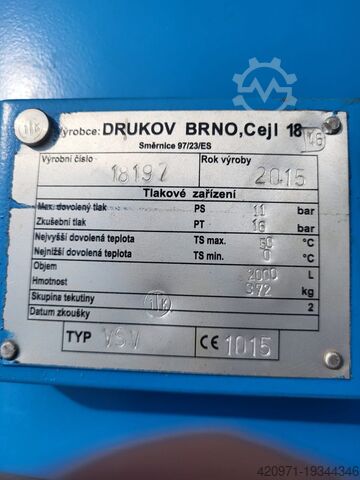 Výrobce: DRUKOV BRNO, Cejl 18
Směrnice 97/23/ES
Výrobní číslo 18197 Rok výroby 2015
Tlakové zařízení
Max. dovolený tlak PS 11 bar
Zkušební tlak PT 16 bar
Nejvyšší dovolená teplota TS max. °C
Nejnižší dovolená teplota TS min. 0 °C
Objem 2000 L
Hmotnost kg
Skupina tekutiny 2
Datum zkoušky
TYP VSV CE 1015
420971-19344346